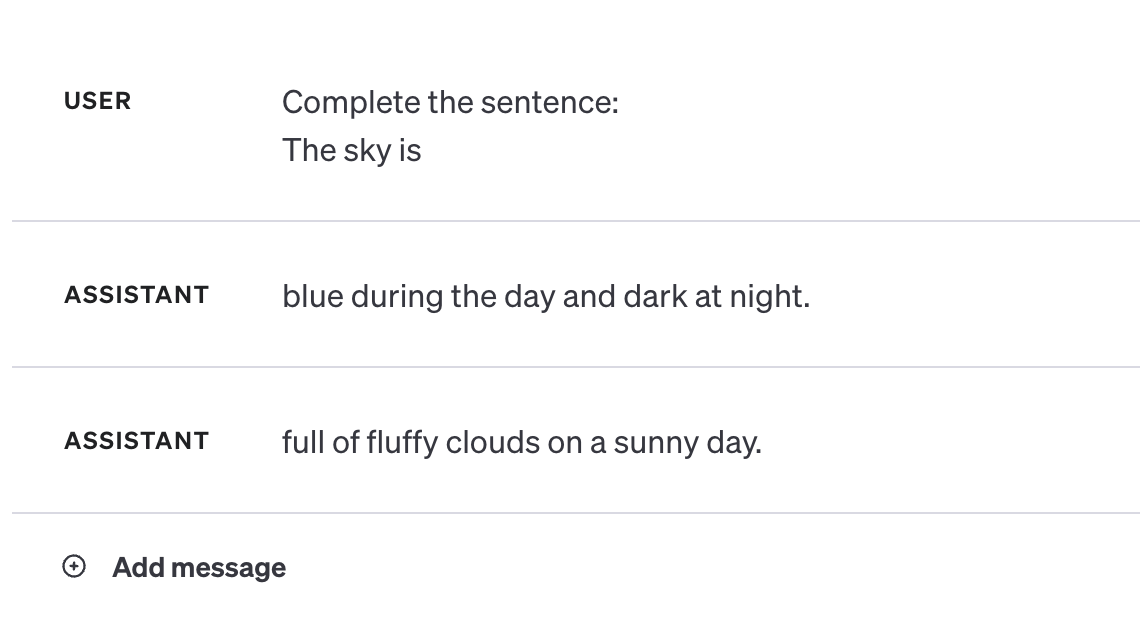 USER
Complete the sentence:
The sky is
ASSISTANT
blue during the day and dark at night.
ASSISTANT
full of fluffy clouds on a sunny day.
Add message